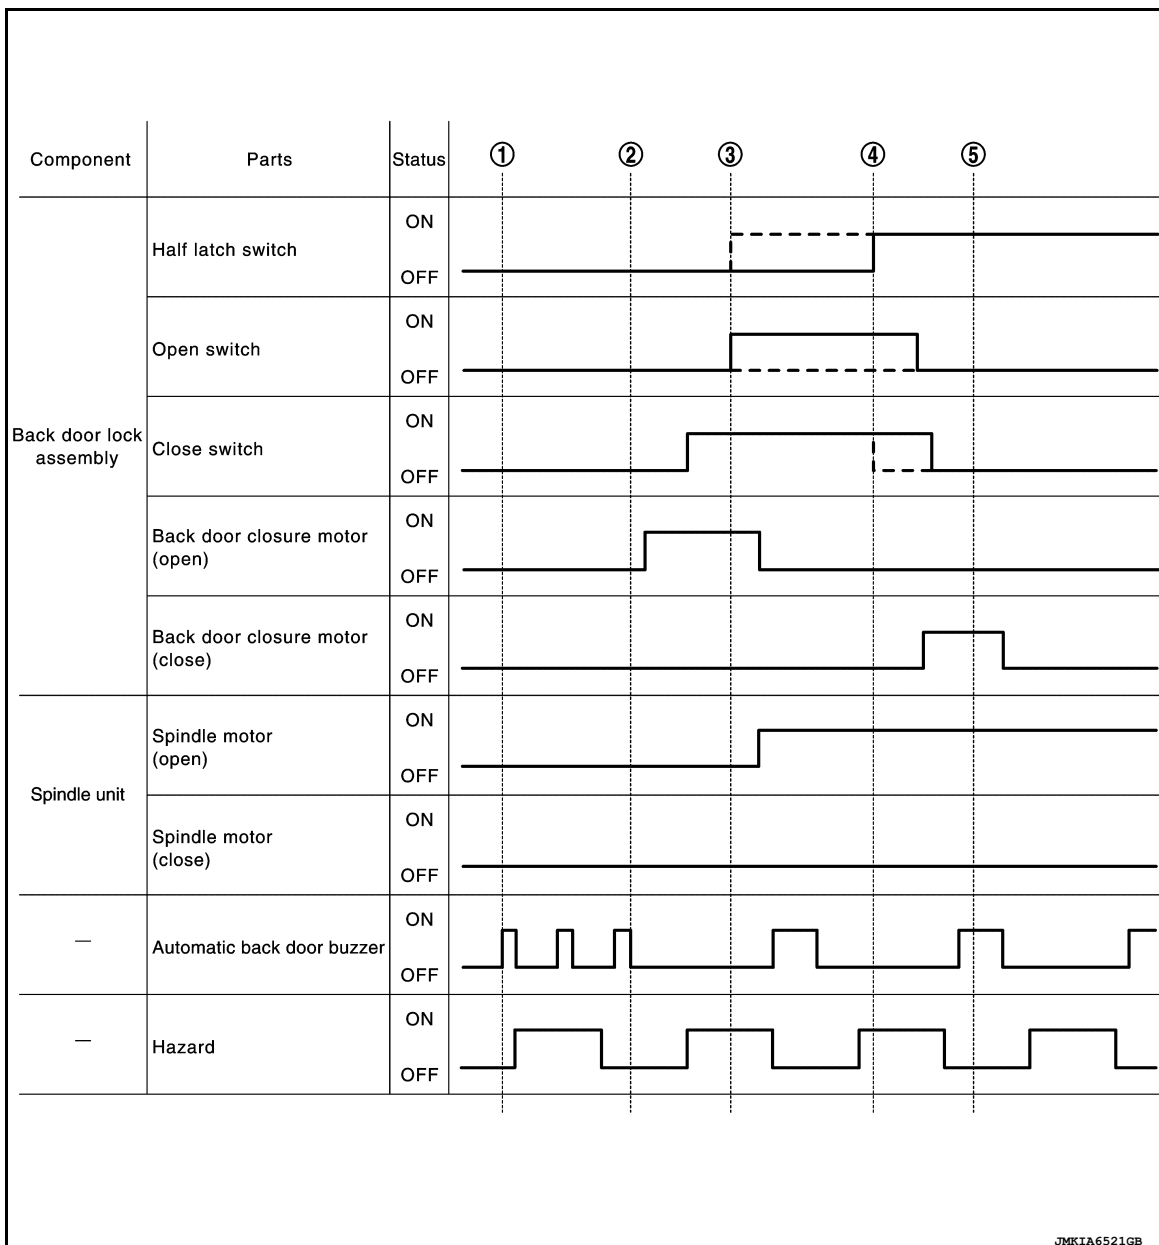 Component Parts Status ① ② ③ ④ ⑤
Back door lock
assembly
Half latch switch
ON
OFF
Open switch
ON
OFF
Close switch
ON
OFF
Back door closure motor
(open)
ON
OFF
Back door closure motor
(close)
ON
OFF
Spindle unit
Spindle motor
(open)
ON
OFF
Spindle motor
(close)
ON
OFF
—
Automatic back door buzzer
ON
OFF
—
Hazard
ON
OFF
JMKIA6521GB